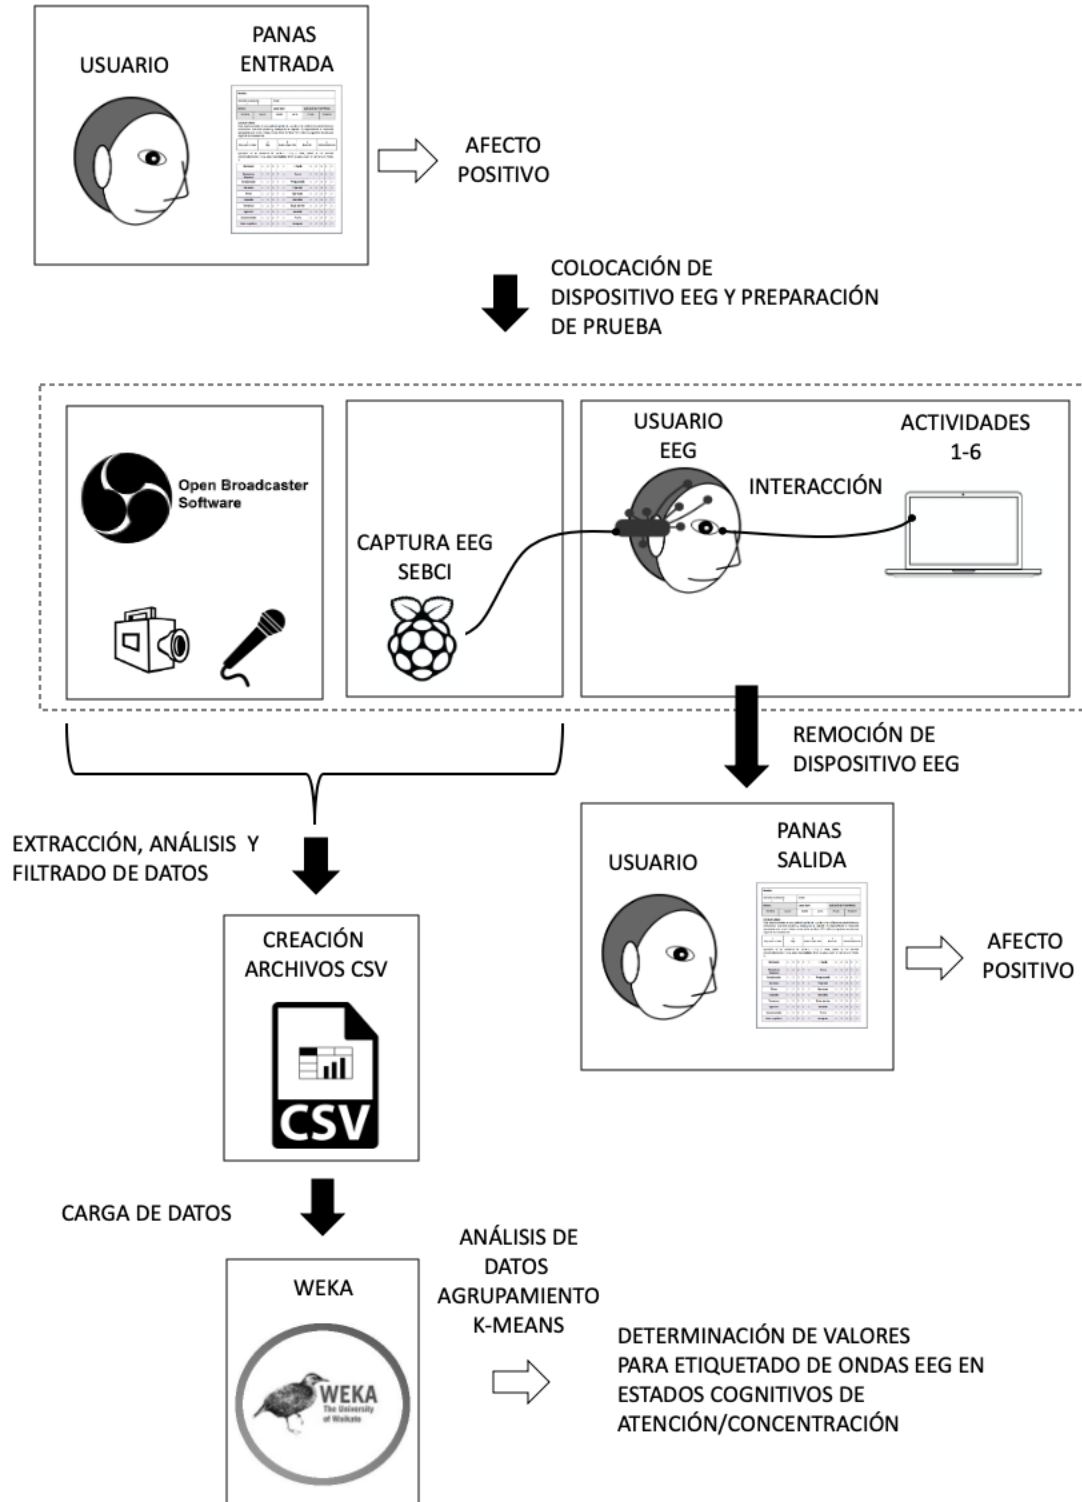 USUARIO
PANAS
ENTRADA
AFECTO
POSITIVO
COLOCACIÓN DE
DISPOSITIVO EEG Y PREPARACIÓN
DE PRUEBA
Open Broadcaster
Software
CAPTURA EEG
SEBCI
USUARIO
EEG
INTERACCIÓN
ACTIVIDADES
1-6
REMOCIÓN DE
DISPOSITIVO EEG
EXTRACCIÓN, ANÁLISIS Y
FILTRADO DE DATOS
USUARIO
PANAS
SALIDA
AFECTO
POSITIVO
CREACIÓN
ARCHIVOS CSV
CSV
CARGA DE DATOS
WEKA
WEKA
The University
of Waikato
ANÁLISIS DE
DATOS
AGRUPAMIENTO
K-MEANS
DETERMINACIÓN DE VALORES
PARA ETIQUETADO DE ONDAS EEG EN
ESTADOS COGNITIVOS DE
ATENCIÓN/CONCENTRACIÓN